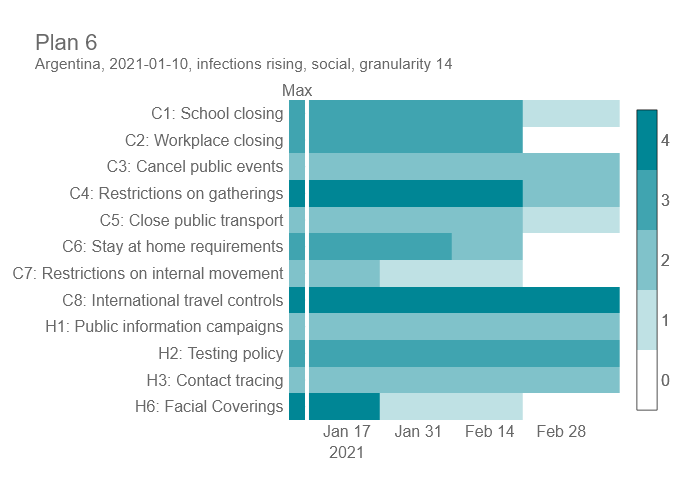 Plan 6
Argentina, 2021-01-10, infections rising, social, granularity 14
Max
C1: School closing
C2: Workplace closing
C3: Cancel public events
C4: Restrictions on gatherings
C5: Close public transport
C6: Stay at home requirements
C7: Restrictions on internal movement
C8: International travel controls
H1: Public information campaigns
H2: Testing policy
H3: Contact tracing
H6: Facial Coverings
Jan 17 Jan 31 Feb 14 Feb 28
2021
4
3
2
1
0